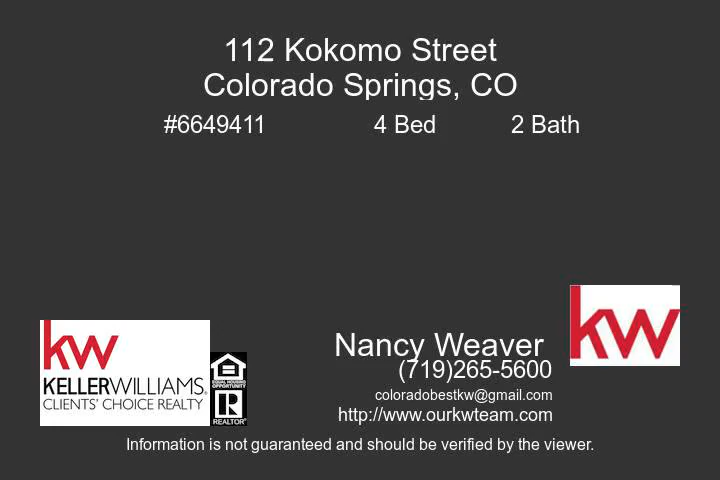 112 Kokomo Street
Colorado Springs, CO
#6649411 4 Bed 2 Bath
kw
KELLERWILLIAMS®
CLIENTS' CHOICE REALTY
EQUAL HOUSING
OPPORTUNITY
R
REALTOR®
Nancy Weaver
(719)265-5600
coloradobestkw@gmail.com
http://www.ourkwteam.com
kw
Information is not guaranteed and should be verified by the viewer.